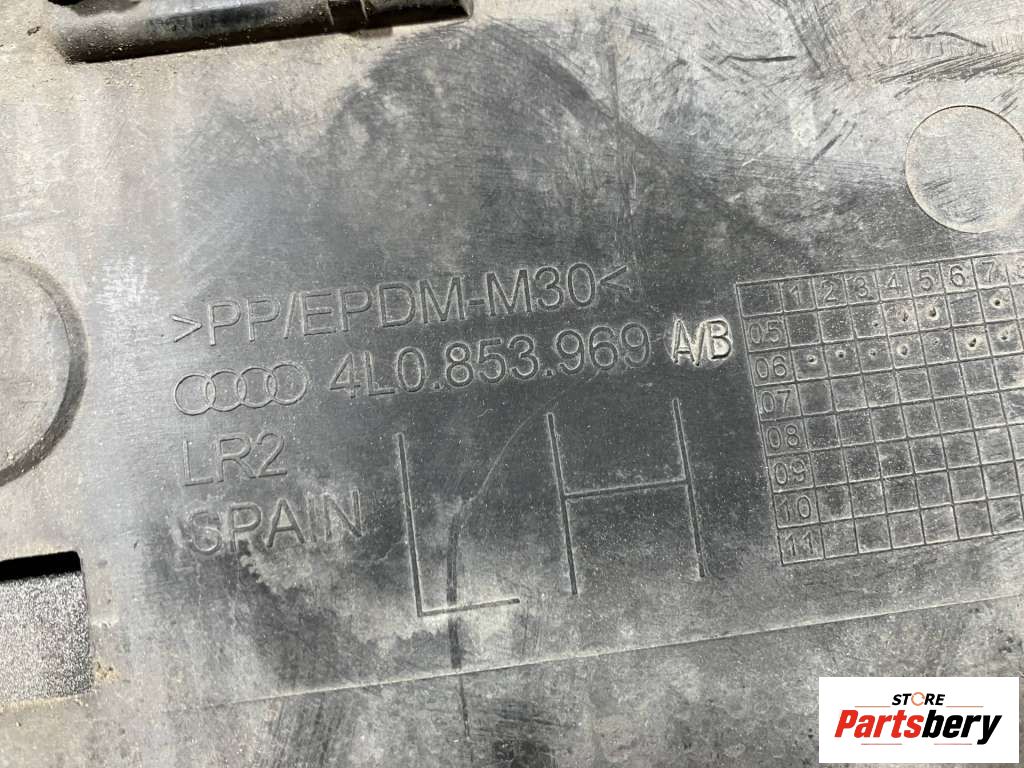 >PP/EPDM-M30<
4L0.853.969 A/B
LR2
SPAIN
LH
1 2 3 4 5 6 7
05
06
07
08
09
10
11
STORE
Partsbery